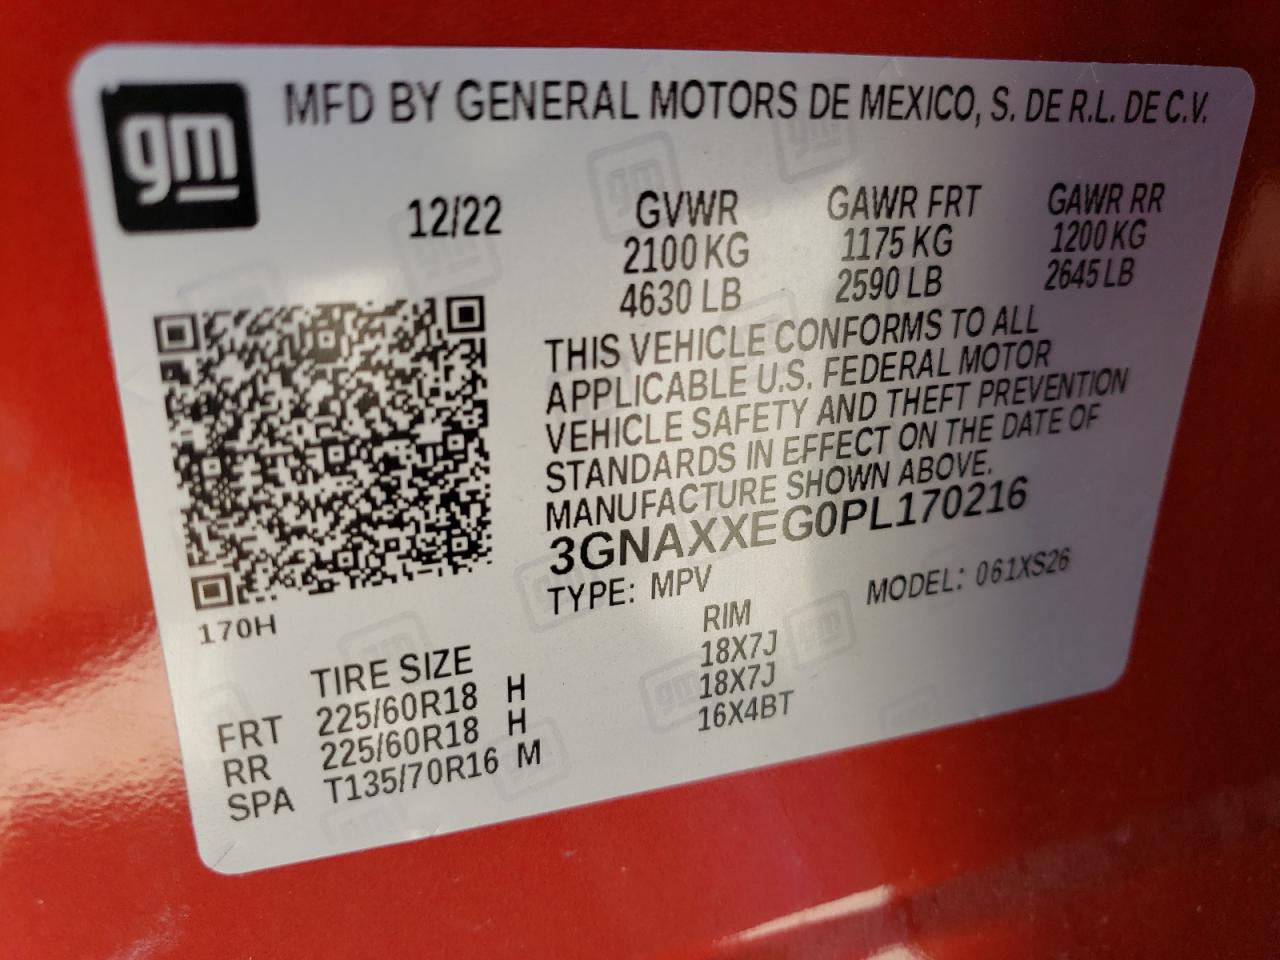 gm
MFD BY GENERAL MOTORS DE MEXICO, S. DE R.L. DE C.V.
12/22 GVWR GAWR FRT GAWR RR
2100 KG 1175 KG 1200 KG
4630 LB 2590 LB 2645 LB
THIS VEHICLE CONFORMS TO ALL
APPLICABLE U.S. FEDERAL MOTOR
VEHICLE SAFETY AND THEFT PREVENTION
STANDARDS IN EFFECT ON THE DATE OF
MANUFACTURE SHOWN ABOVE.
3GNAXXEG0PL170216
TYPE: MPV MODEL: 061XS26
170H
TIRE SIZE RIM
FRT 225/60R18 H 18X7J
RR 225/60R18 H 18X7J
SPA T135/70R16 M 16X4BT